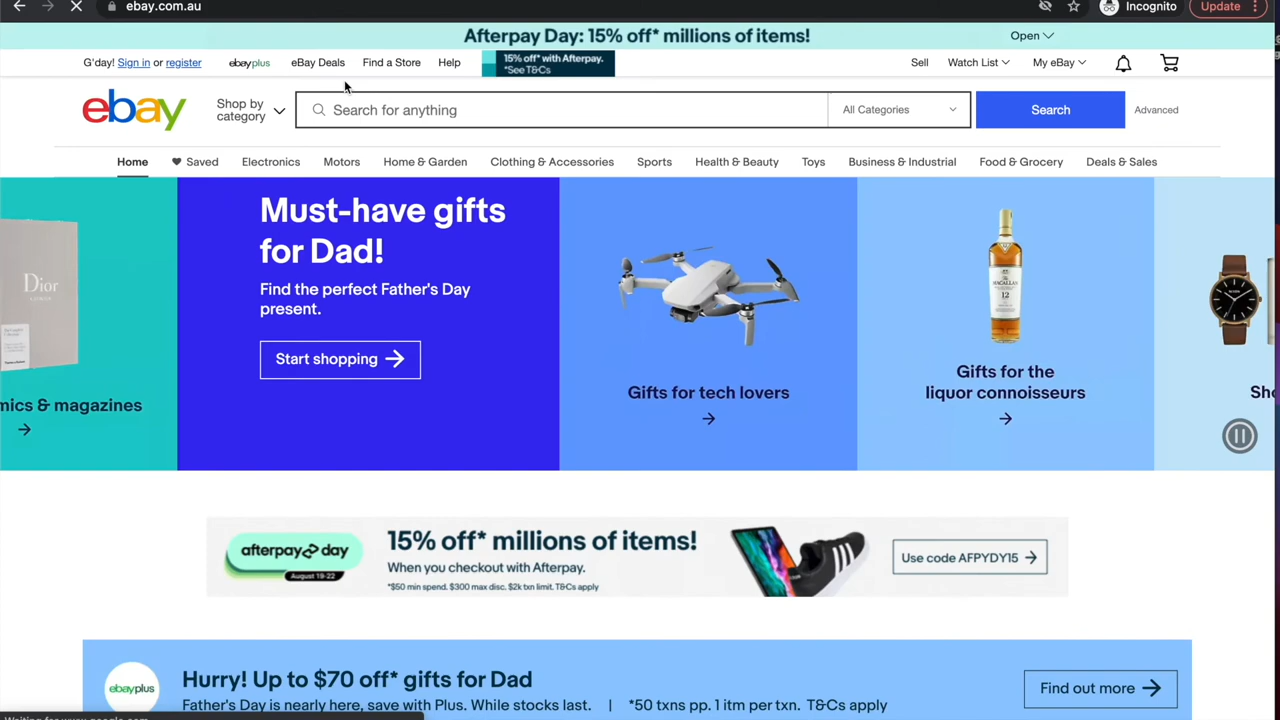 ebay.com.au
Incognito
Update
Afterpay Day: 15% off* millions of items!
Open
G'day! Sign in or register
ebayplus
eBay Deals
Find a Store
Help
15% off* with Afterpay.
*See T&Cs
Sell
Watch List
My eBay
ebay
Shop by
category
Search for anything
All Categories
Search
Advanced
Home
Saved
Electronics
Motors
Home & Garden
Clothing & Accessories
Sports
Health & Beauty
Toys
Business & Industrial
Food & Grocery
Deals & Sales
Must-have gifts
for Dad!
Find the perfect Father's Day
present.
Start shopping
Dior
mics & magazines
Gifts for tech lovers
MACALLAN
12
Gifts for the
liquor connoisseurs
Sho
afterpay day
August 19-22
15% off* millions of items!
When you checkout with Afterpay.
*$50 min spend. $300 max disc. $2k txn limit. T&Cs apply
Use code AFPYDY15
ebayplus
Hurry! Up to $70 off* gifts for Dad
Father's Day is nearly here, save with Plus. While stocks last. | *50 txns pp. 1 itm per txn. T&Cs apply
Find out more